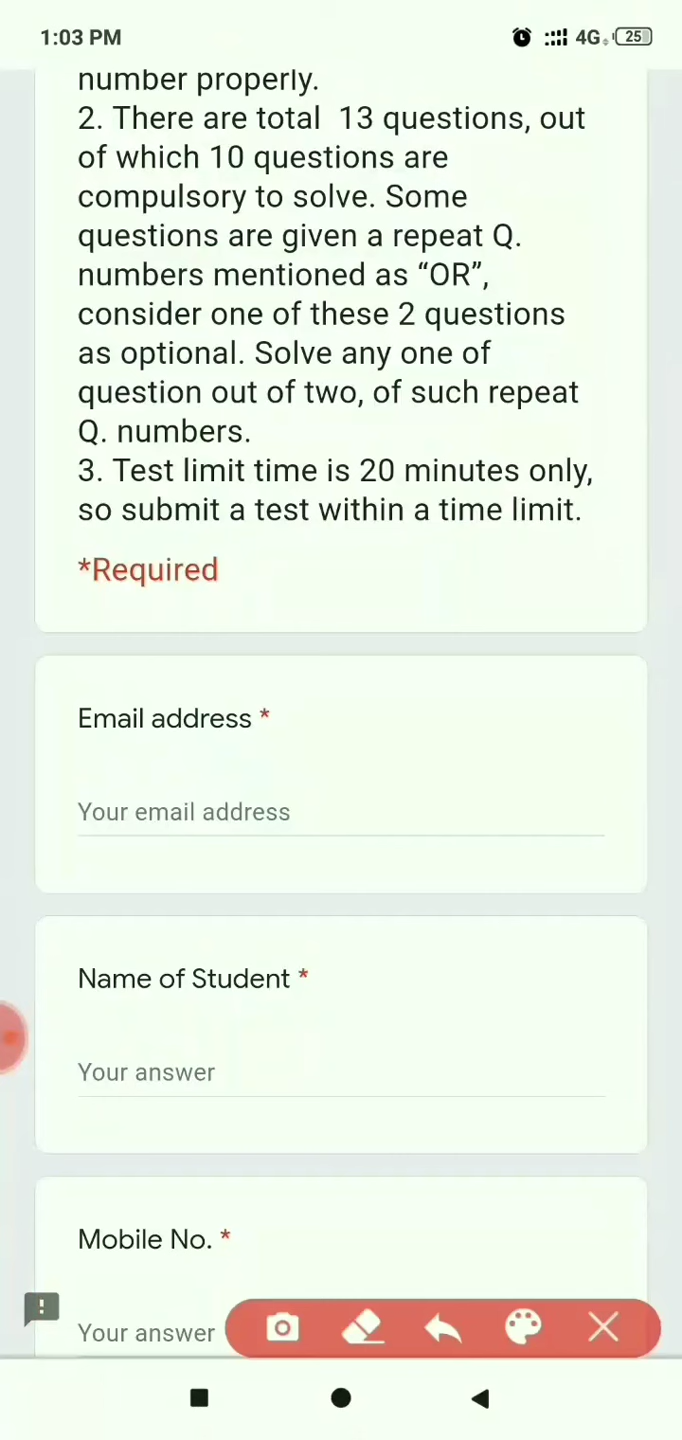 1:03 PM 4G 25
number properly.
2. There are total 13 questions, out
of which 10 questions are
compulsory to solve. Some
questions are given a repeat Q.
numbers mentioned as “OR”,
consider one of these 2 questions
as optional. Solve any one of
question out of two, of such repeat
Q. numbers.
3. Test limit time is 20 minutes only,
so submit a test within a time limit.
*Required
Email address *
Your email address
Name of Student *
Your answer
Mobile No. *
Your answer